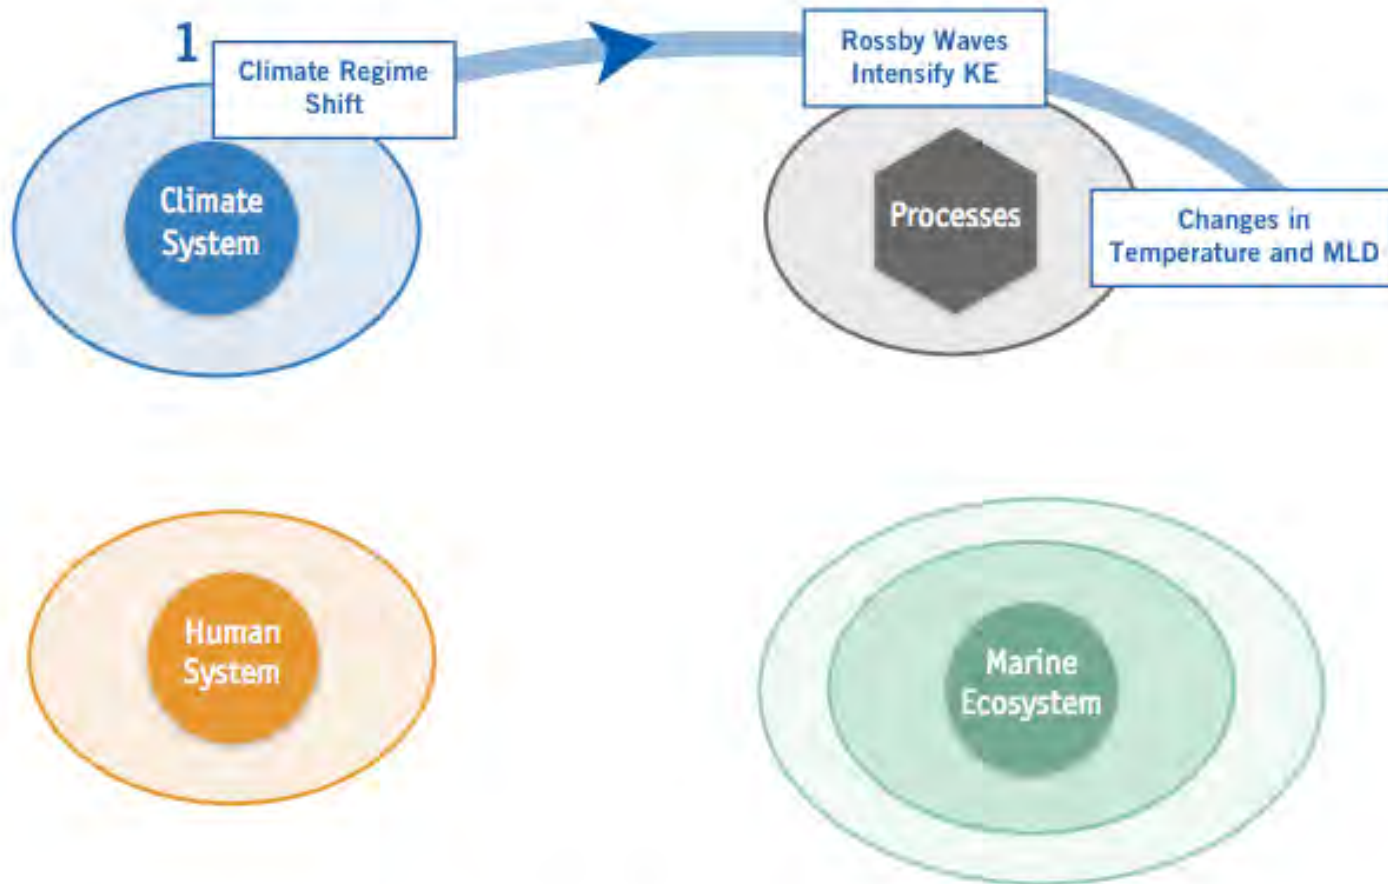 1
Climate Regime
Shift
Rossby Waves
Intensify KE
Climate
System
Processes
Changes in
Temperature and MLD
Human
System
Marine
Ecosystem